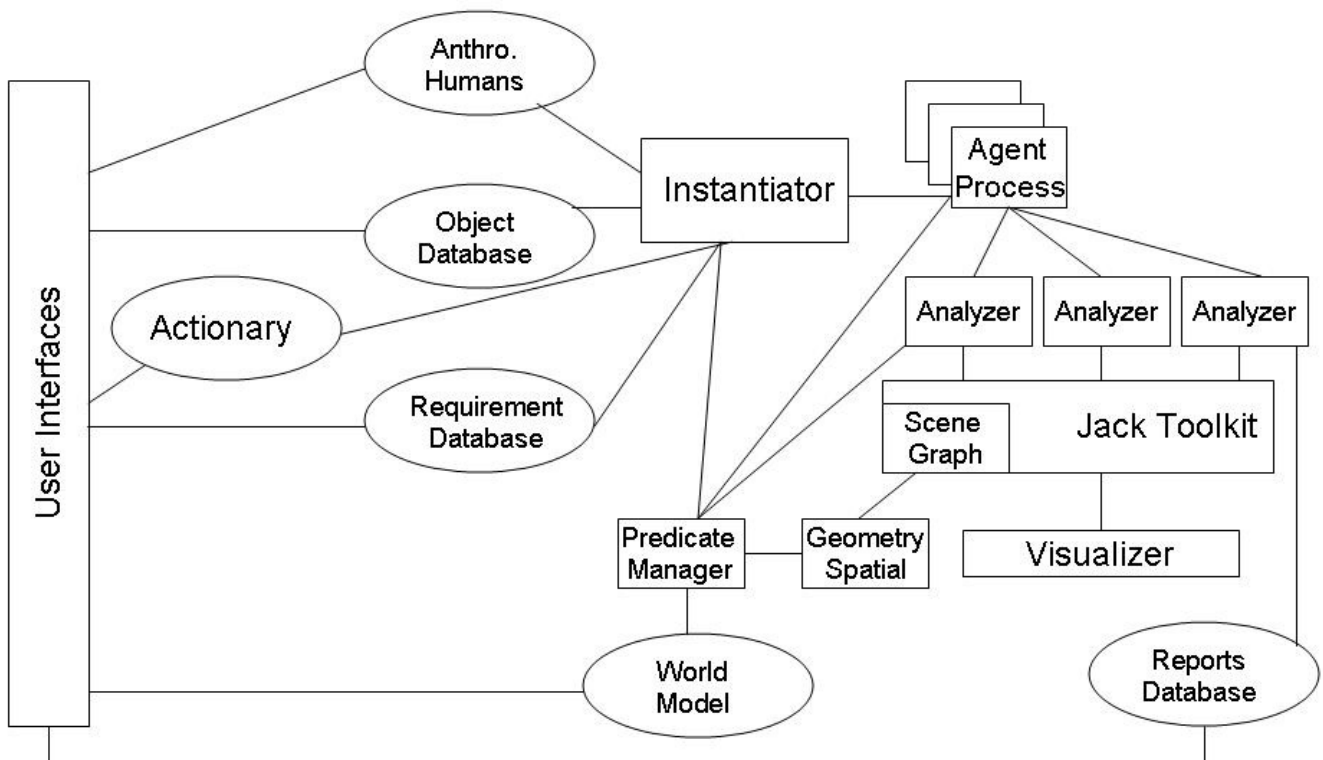 Anthro.
Humans
Agent
Process
Instantiator
Object
Database
User Interfaces
Actionary
Analyzer
Analyzer
Analyzer
Requirement
Database
Scene
Graph
Jack Toolkit
Predicate
Manager
Geometry
Spatial
Visualizer
World
Model
Reports
Database